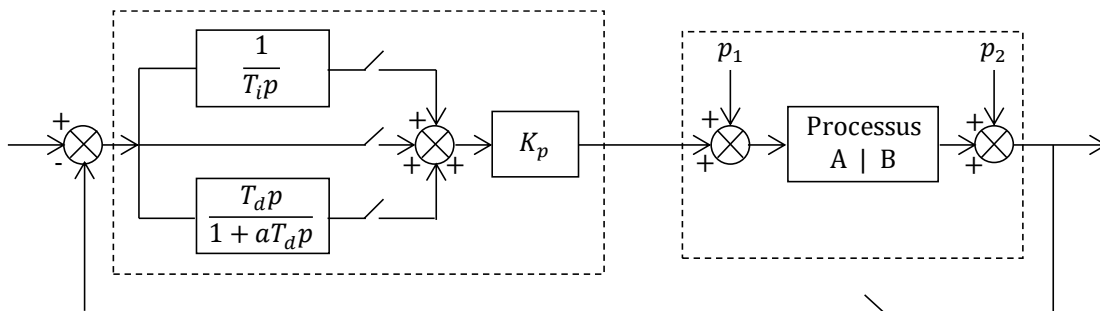 1
T_i p
T_d p
1 + aT_d p
+
-
+
+
+
+
K_p
p_1
+
+
Processus
A | B
p_2
+
+